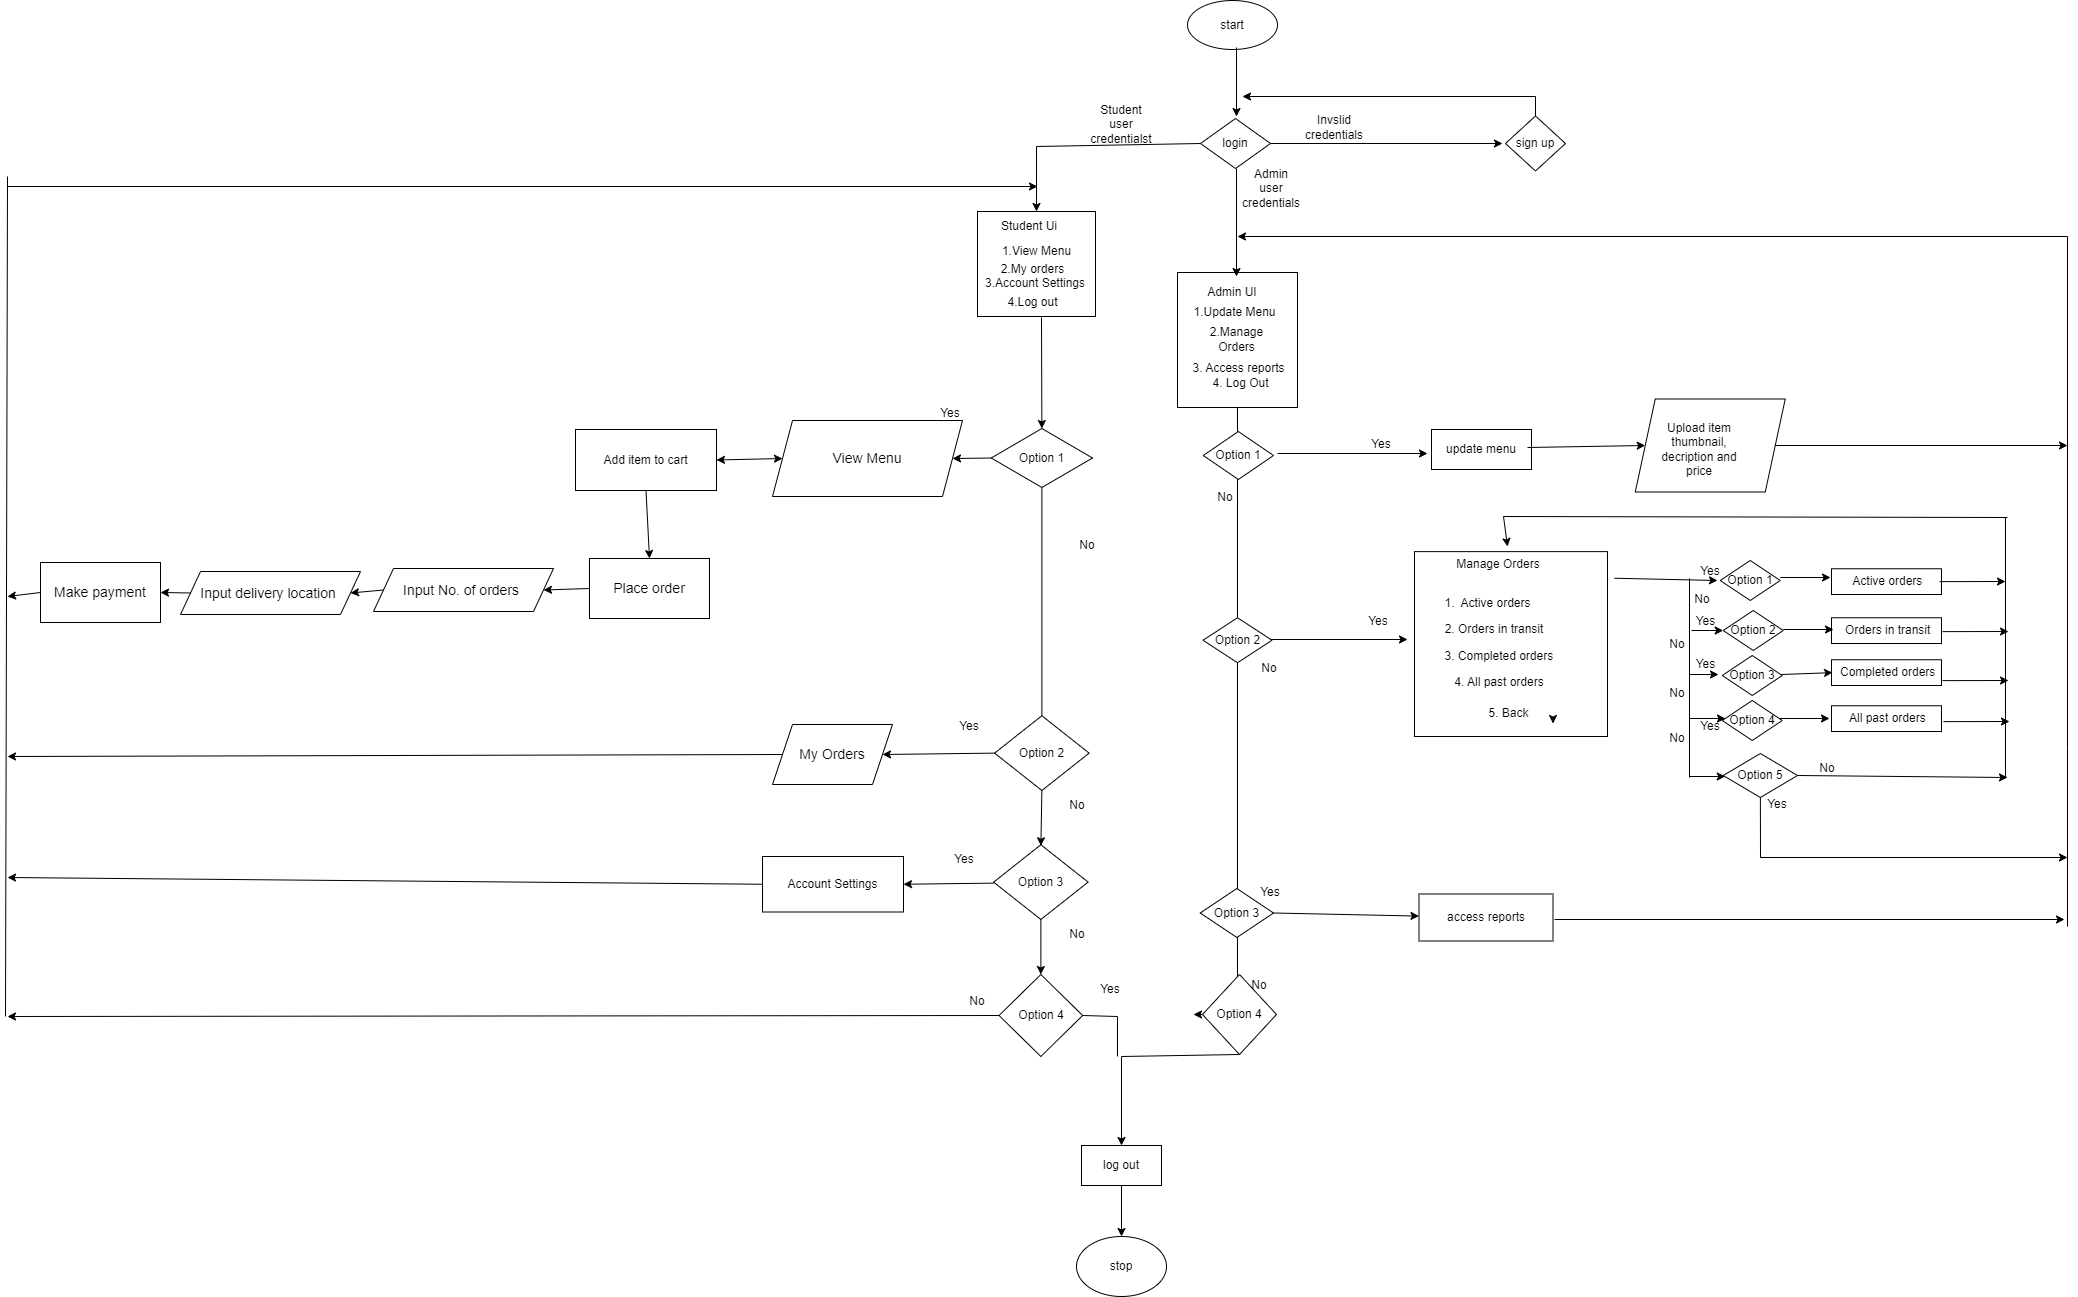 start
Student
user
credentialst
Invslid
credentials
login
sign up
Admin
user
credentials
Student Ui
1.View Menu
2.My orders
3.Account Settings
4.Log out
Admin UI
1.Update Menu
2.Manage
Orders
3. Access reports
4. Log Out
Yes
Add item to cart
View Menu
Option 1
Option 1
Yes
update menu
Upload item
thumbnail,
decription and
price
No
No
Make payment
Input delivery location
Input No. of orders
Place order
Option 2
Yes
No
Manage Orders
1. Active orders
2. Orders in transit
3. Completed orders
4. All past orders
5. Back
Yes
Option 1
Active orders
No
Yes
Option 2
Orders in transit
No
Yes
Option 3
Completed orders
No
Yes
Option 4
All past orders
No
Option 5
No
Yes
Yes
My Orders
Option 2
No
Yes
Account Settings
Option 3
No
Yes
Option 3
access reports
No
No
Option 4
Yes
Option 4
log out
stop